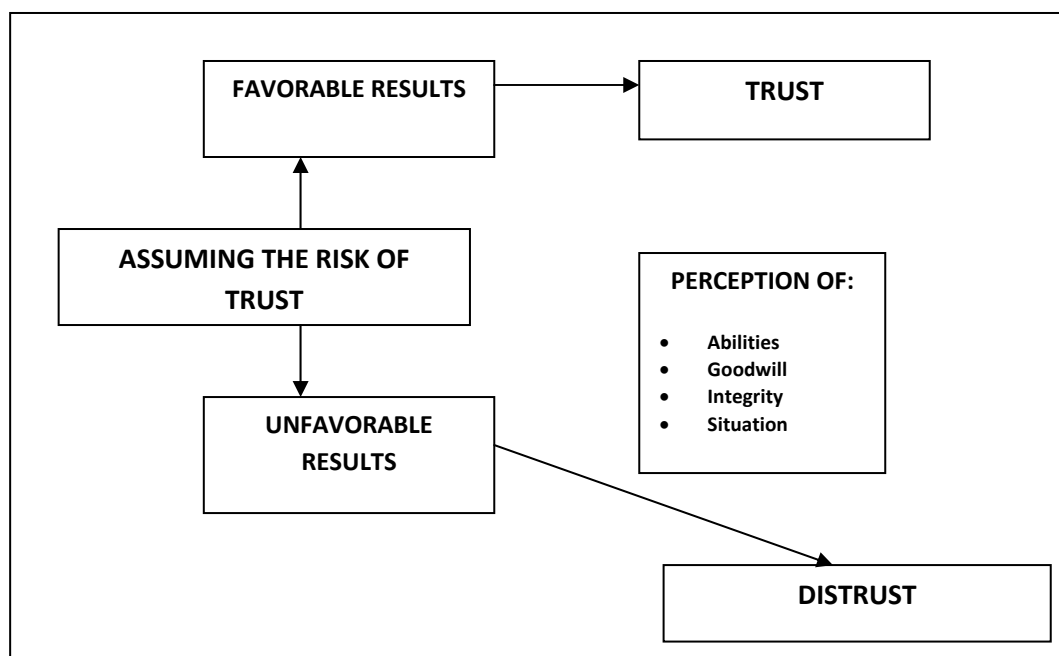 FAVORABLE RESULTS
TRUST
ASSUMING THE RISK OF
TRUST
PERCEPTION OF:
• Abilities
• Goodwill
• Integrity
• Situation
UNFAVORABLE
RESULTS
DISTRUST